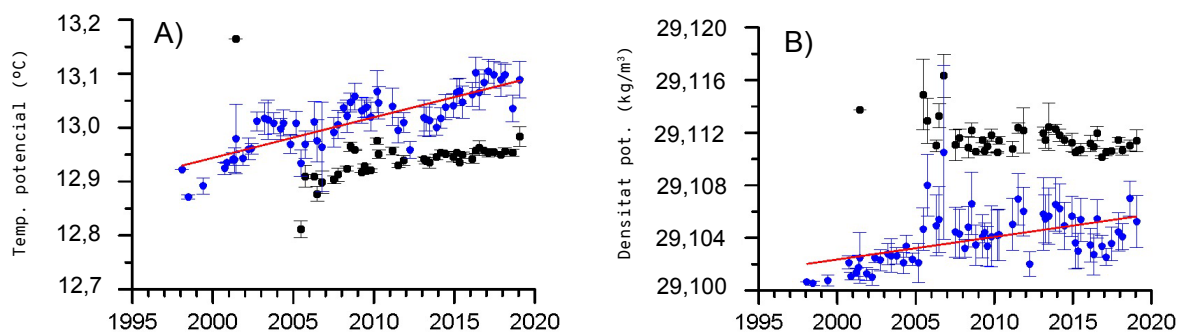 A)
Temp. potencial (ºC)
13,2
13,1
13,0
12,9
12,8
12,7
1995 2000 2005 2010 2015 2020
B)
Densitat pot. (kg/m³)
29,120
29,116
29,112
29,108
29,104
29,100
1995 2000 2005 2010 2015 2020